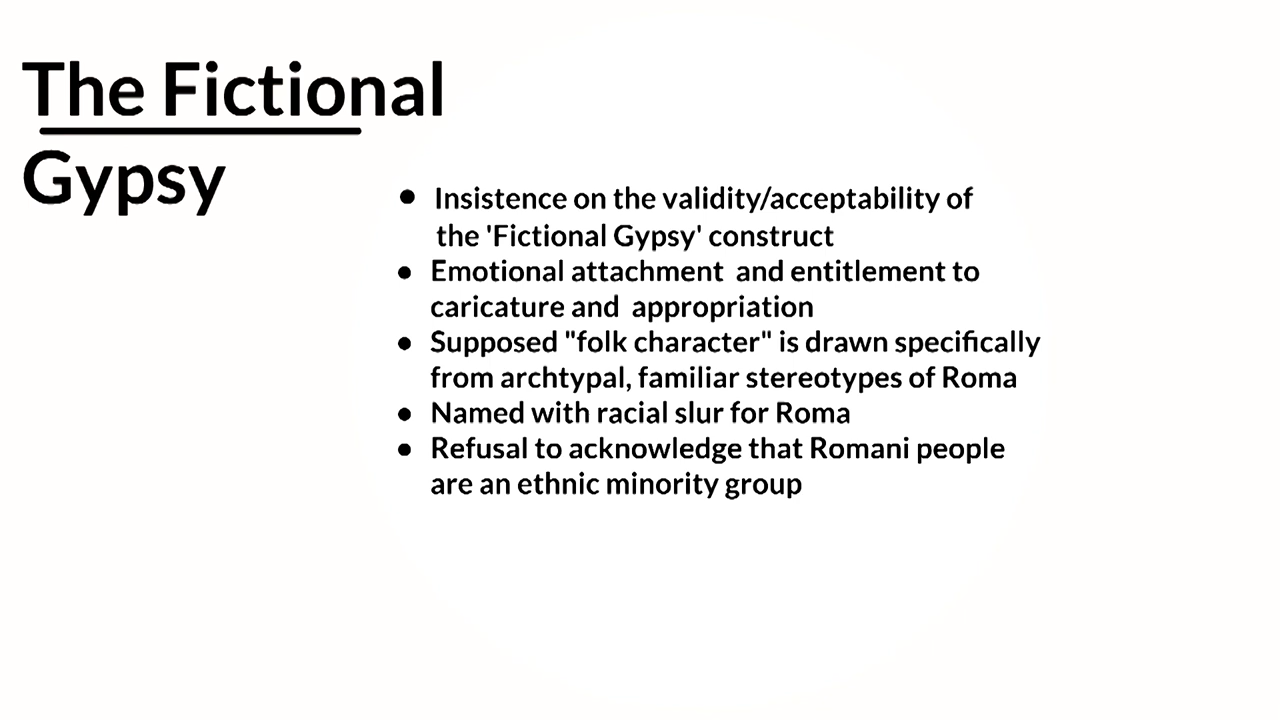 The Fictional
Gypsy
• Insistence on the validity/acceptability of
the 'Fictional Gypsy' construct
• Emotional attachment and entitlement to
caricature and appropriation
• Supposed "folk character" is drawn specifically
from archtypal, familiar stereotypes of Roma
• Named with racial slur for Roma
• Refusal to acknowledge that Romani people
are an ethnic minority group